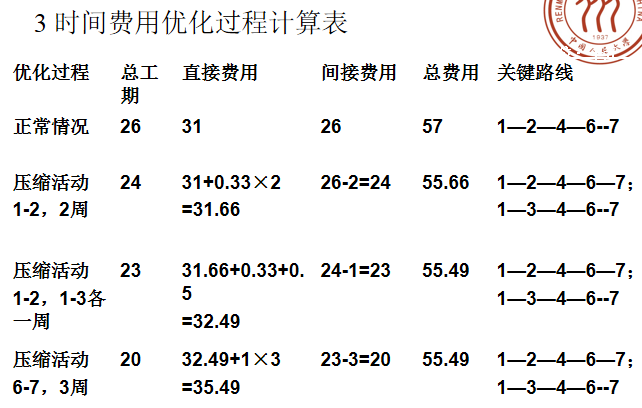 3 时间费用优化过程计算表
优化过程 总工期 直接费用 间接费用 总费用 关键路线
正常情况 26 31 26 57 1—2—4—6--7
压缩活动 24 31+0.33×2 26-2=24 55.66 1—2—4—6—7;
1-2，2周 =31.66 1—3—4—6--7
压缩活动 23 31.66+0.33+0. 24-1=23 55.49 1—2—4—6—7;
1-2，1-3各 5 1—3—4—6--7
一周 =32.49
压缩活动 20 32.49+1×3 23-3=20 55.49 1—2—4—6—7;
6-7，3周 =35.49 1—3—4—6--7
1937